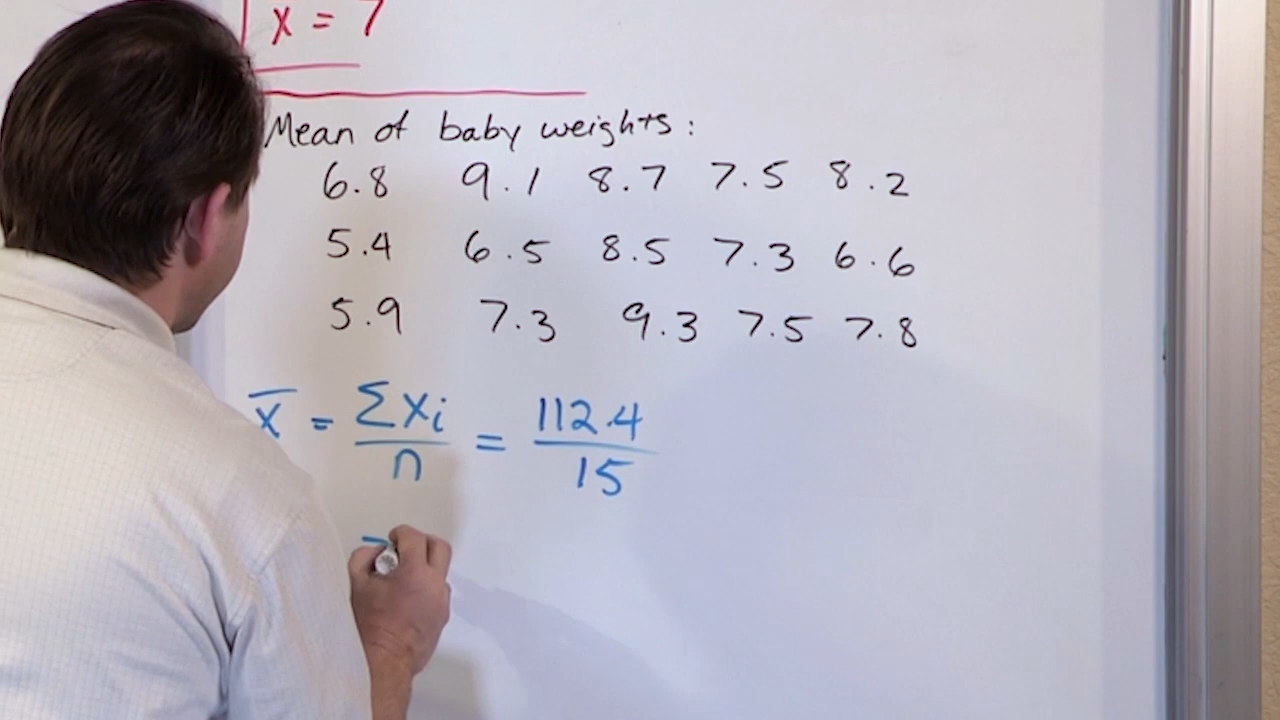 x = 7
Mean of baby weights:
6.8 9.1 8.7 7.5 8.2
5.4 6.5 8.5 7.3 6.6
5.9 7.3 9.3 7.5 7.8
x̄ = Σxi / n = 112.4 / 15